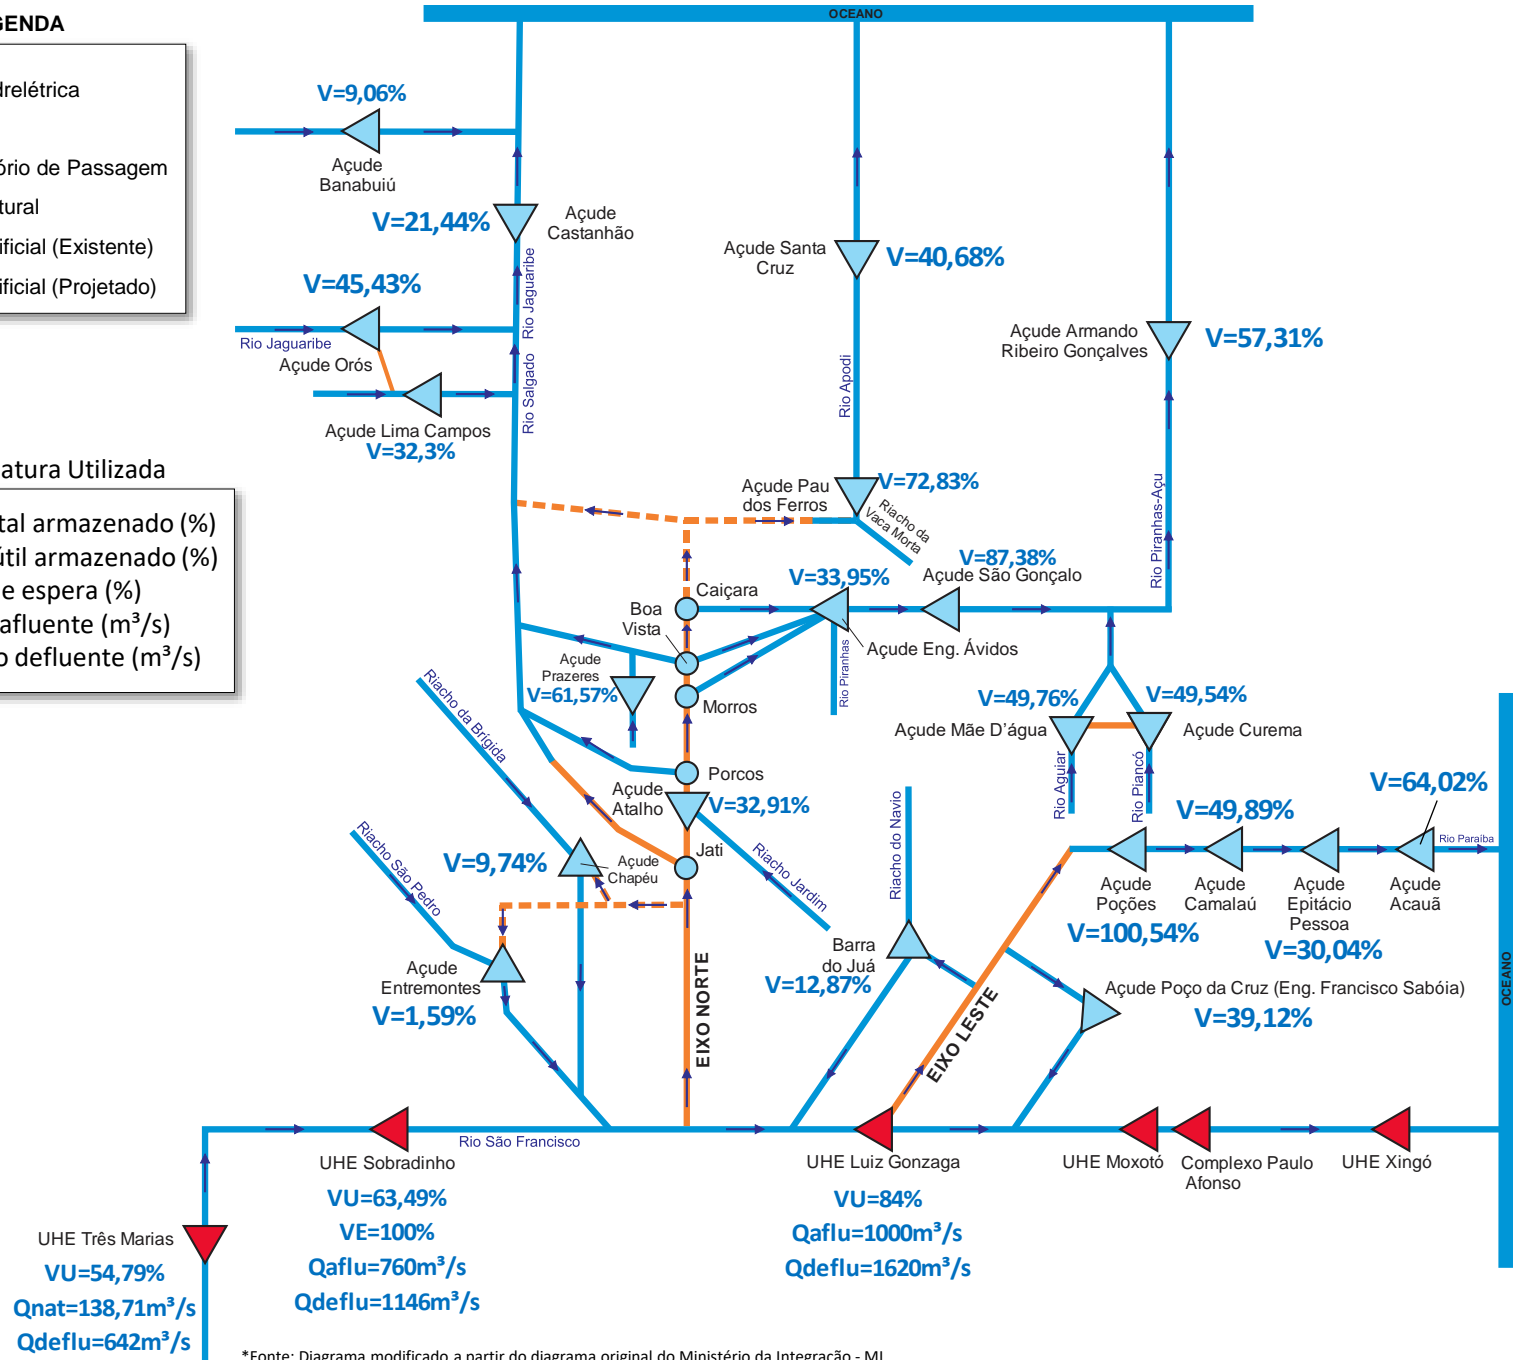 OCEANO
GENDA
drelétrica
ório de Passagem
tural
ificial (Existente)
ificial (Projetado)
V=9,06%
Açude
Banabuiú
V=21,44%
Açude
Castanhão
Rio Jaguaribe
V=45,43%
Rio Jaguaribe
Açude Orós
Rio Salgado
Açude Lima Campos
V=32,3%
Açude Santa
Cruz
V=40,68%
Rio Apodi
Açude Armando
Ribeiro Gonçalves
V=57,31%
Rio Piranhas-Açu
atura Utilizada
tal armazenado (%)
útil armazenado (%)
e espera (%)
afluente (m³/s)
o defluente (m³/s)
Açude Pau
dos Ferros
V=72,83%
Riacho da
Vaca Morta
V=87,38%
Açude São Gonçalo
V=33,95%
Açude Eng. Ávidos
Rio Piranhas
Caiçara
Boa
Vista
Morros
Açude
Prazeres
V=61,57%
Porcos
Açude
Atalho
V=32,91%
Jati
Riacho Jardim
Riacho da Brígida
Riacho São Pedro
V=9,74%
Açude
Chapéu
Açude
Entremontes
V=1,59%
EIXO NORTE
V=49,76%
Açude Mãe D'água
V=49,54%
Açude Curema
Rio Aguiar
Rio Piancó
V=64,02%
V=49,89%
Rio Paraíba
Açude
Poções
V=100,54%
Açude
Camalaú
Açude
Epitácio
Pessoa
V=30,04%
Açude
Acauã
Riacho do Navio
Barra
do Juá
V=12,87%
EIXO LESTE
Açude Poço da Cruz (Eng. Francisco Sabóia)
V=39,12%
OCEANO
Rio São Francisco
UHE Sobradinho
VU=63,49%
VE=100%
Qaflu=760m³/s
Qdeflu=1146m³/s
UHE Luiz Gonzaga
VU=84%
Qaflu=1000m³/s
Qdeflu=1620m³/s
UHE Moxotó
Complexo Paulo
Afonso
UHE Xingó
UHE Três Marias
VU=54,79%
Qnat=138,71m³/s
Qdeflu=642m³/s
*Fonte: Diagrama modificado a partir do diagrama original do Ministério da Integração - MI